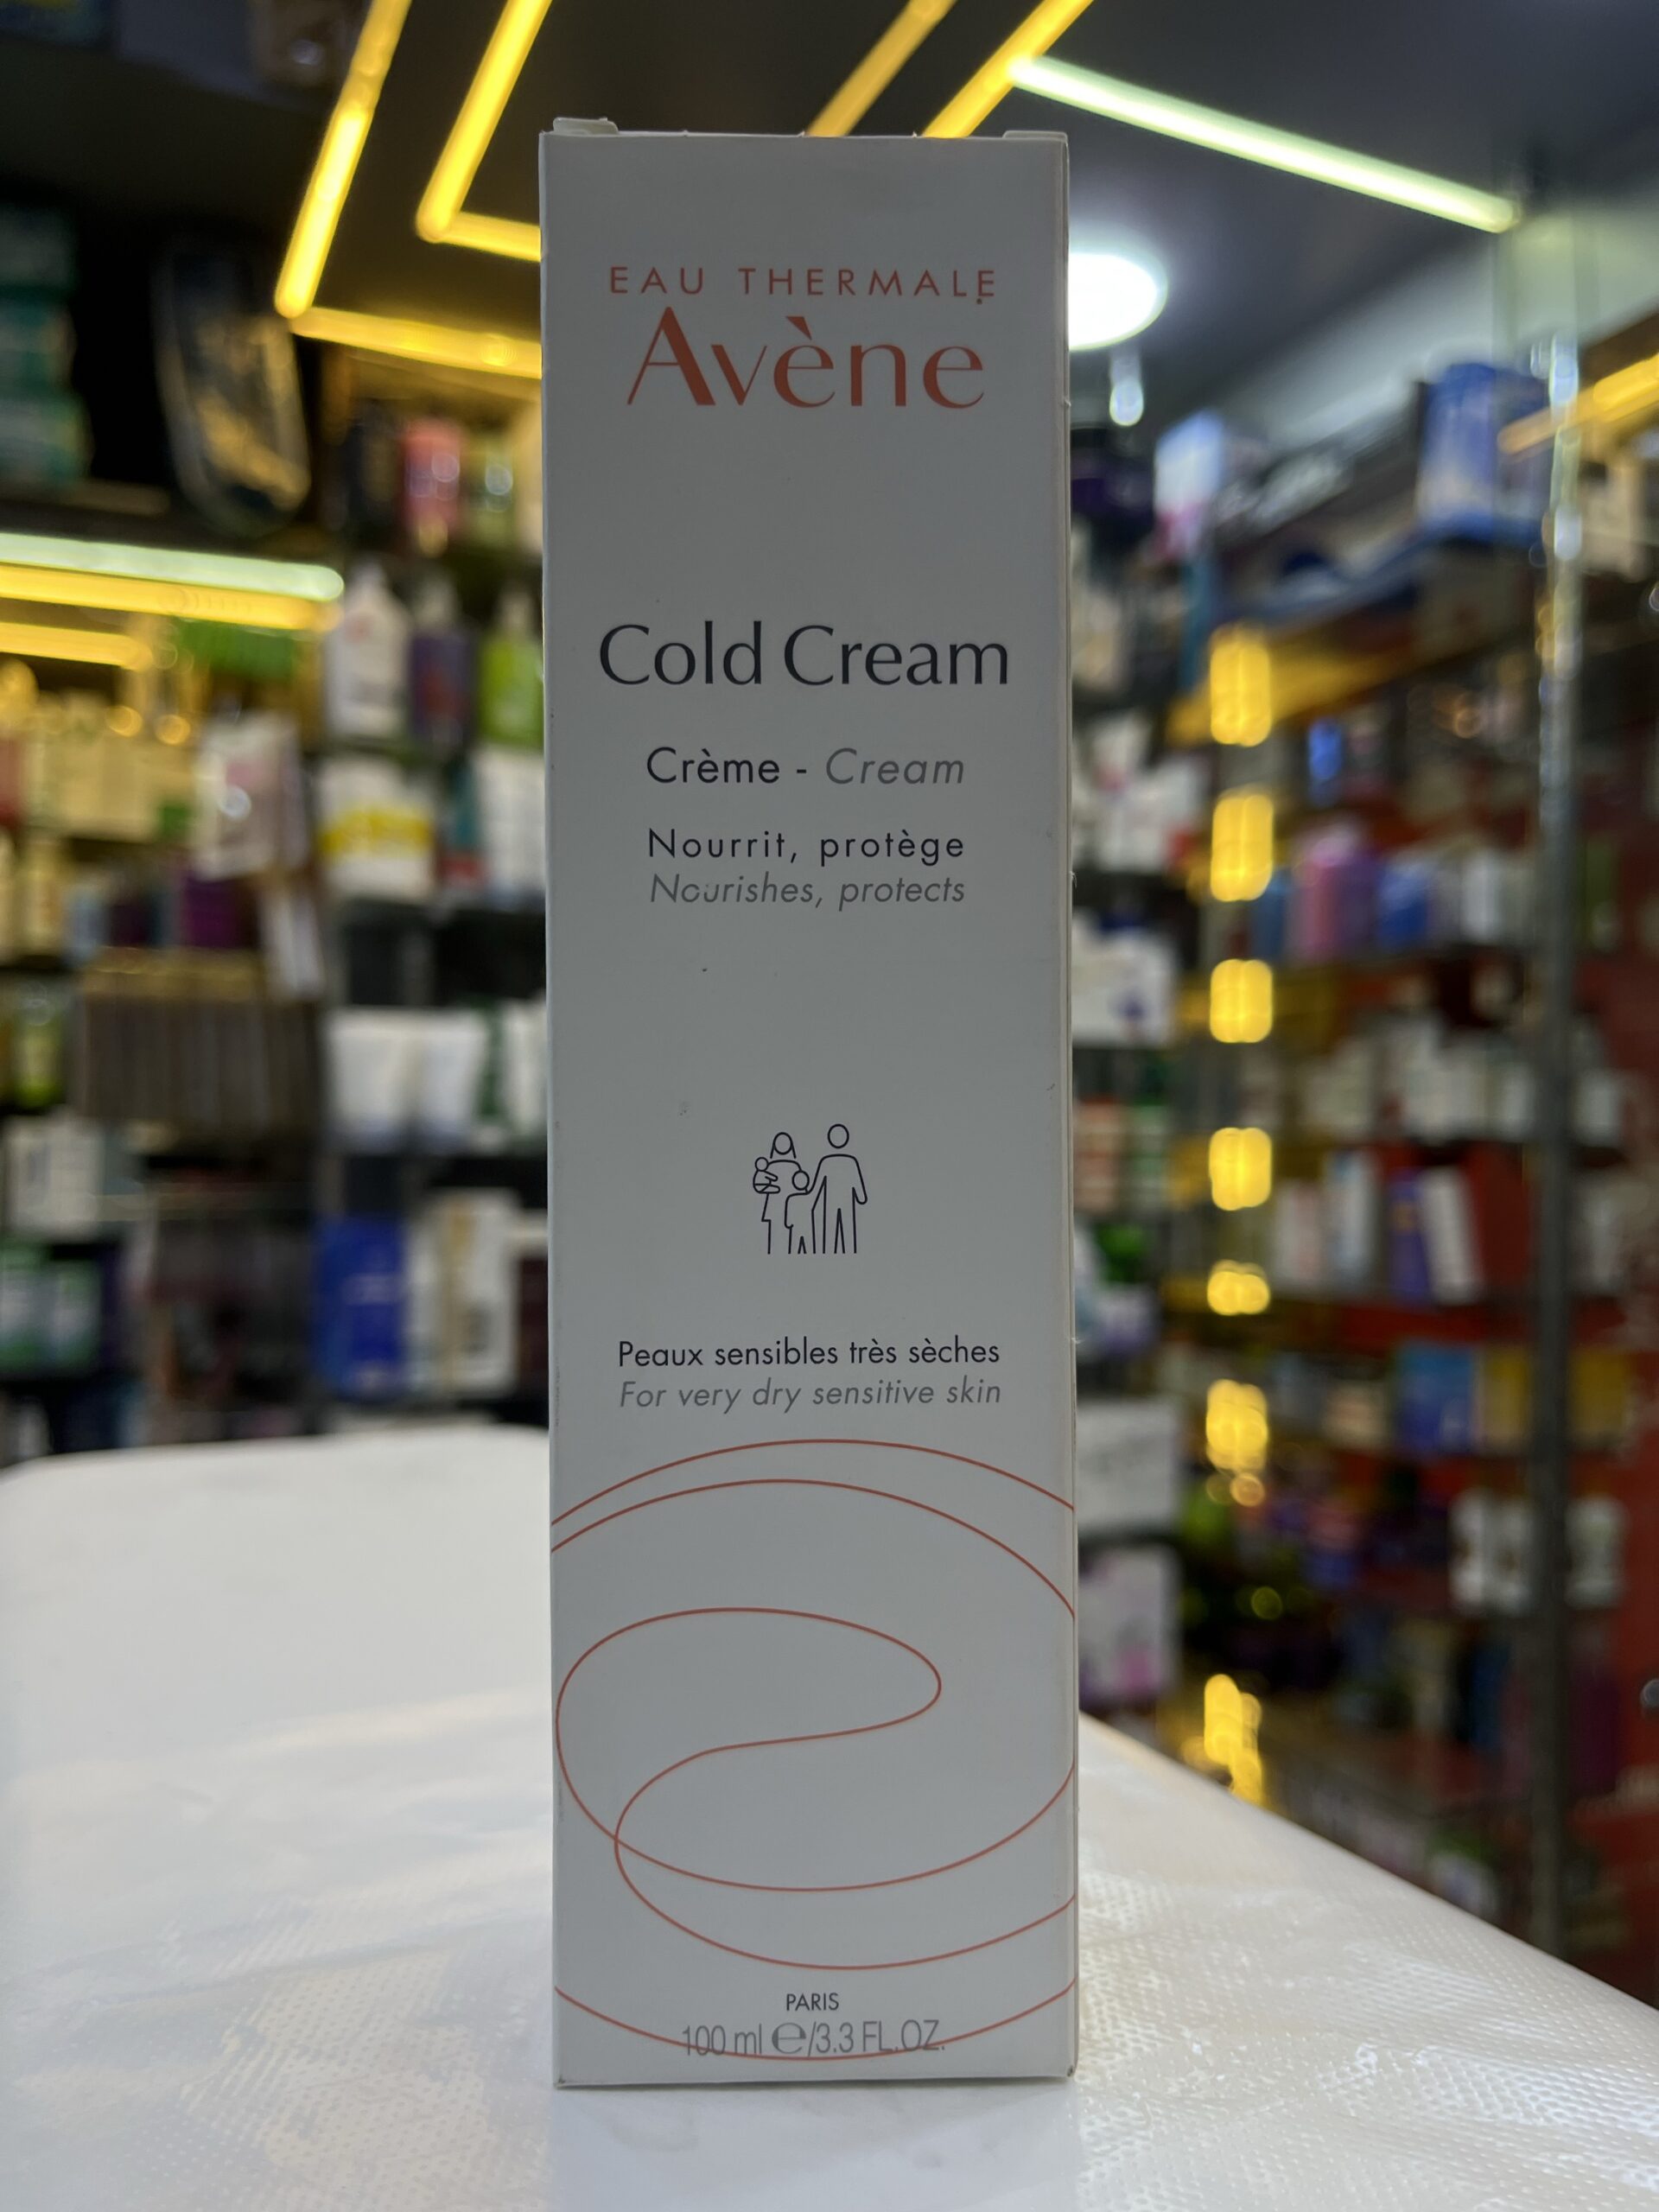 EAU THERMALE
Avène
Cold Cream
Crème - Cream
Nourrit, protège
Nourishes, protects
Peaux sensibles très sèches
For very dry sensitive skin
PARIS
100 ml ℮/3.3 FL.OZ.